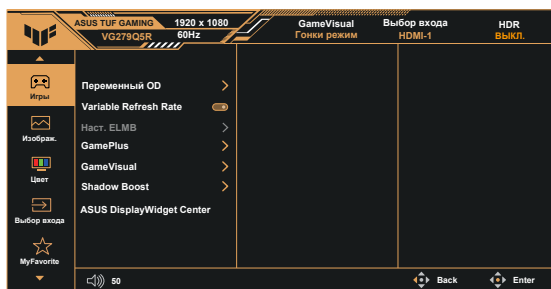 ASUS TUF GAMING 1920 x 1080 GameVisual Выбор входа HDR
VG279Q5R 60Hz Гонки режим HDMI-1 ВЫКЛ.
Игры
Изображ.
Цвет
Выбор входа
MyFavorite
Переменный OD
Variable Refresh Rate
Наст. ELMB
GamePlus
GameVisual
Shadow Boost
ASUS DisplayWidget Center
50 Back Enter